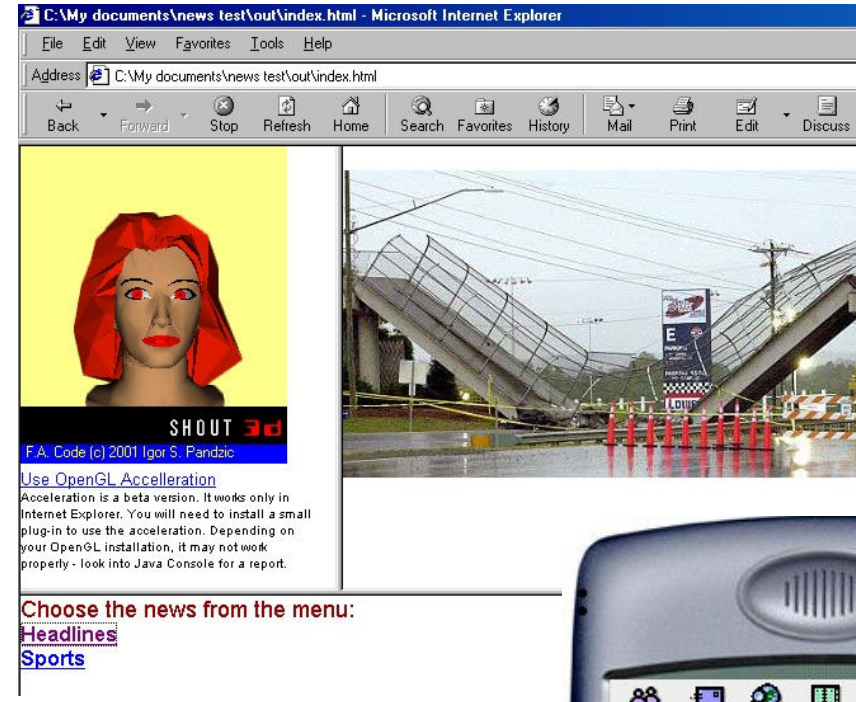 C:\My documents\news test\out\index.html - Microsoft Internet Explorer
File Edit View Favorites Tools Help
Address C:\My documents\news test\out\index.html
Back Forward Stop Refresh Home Search Favorites History Mail Print Edit Discuss
SHOUT 3d
F.A. Code (c) 2001 Igor S. Pandzic
Use OpenGL Accelleration
Acceleration is a beta version. It works only in
Internet Explorer. You will need to install a small
plug-in to use the acceleration. Depending on
your OpenGL installation, it may not work
properly - look into Java Console for a report.
E
Choose the news from the menu:
Headlines
Sports